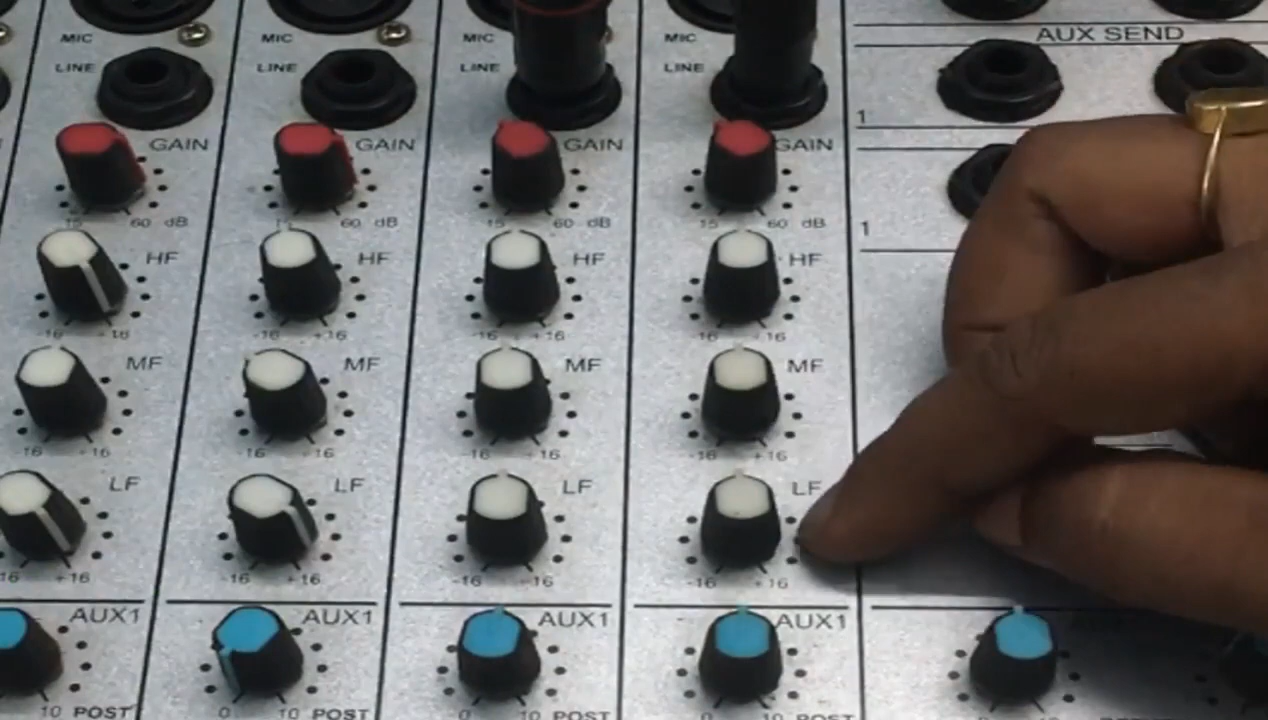 MIC MIC MIC MIC AUX SEND
LINE LINE LINE LINE
1
GAIN GAIN GAIN GAIN
15 60 dB 15 60 dB 15 60 dB 15 60 dB
1
HF HF HF HF
-16 +16 -16 +16 -16 +16 -16 +16
MF MF MF MF
-16 +16 -16 +16 -16 +16 -16 +16
LF LF LF LF
-16 +16 -16 +16 -16 +16 -16 +16
AUX1 AUX1 AUX1 AUX1
10 POST 0 10 POST 0 10 POST 0 10 POST